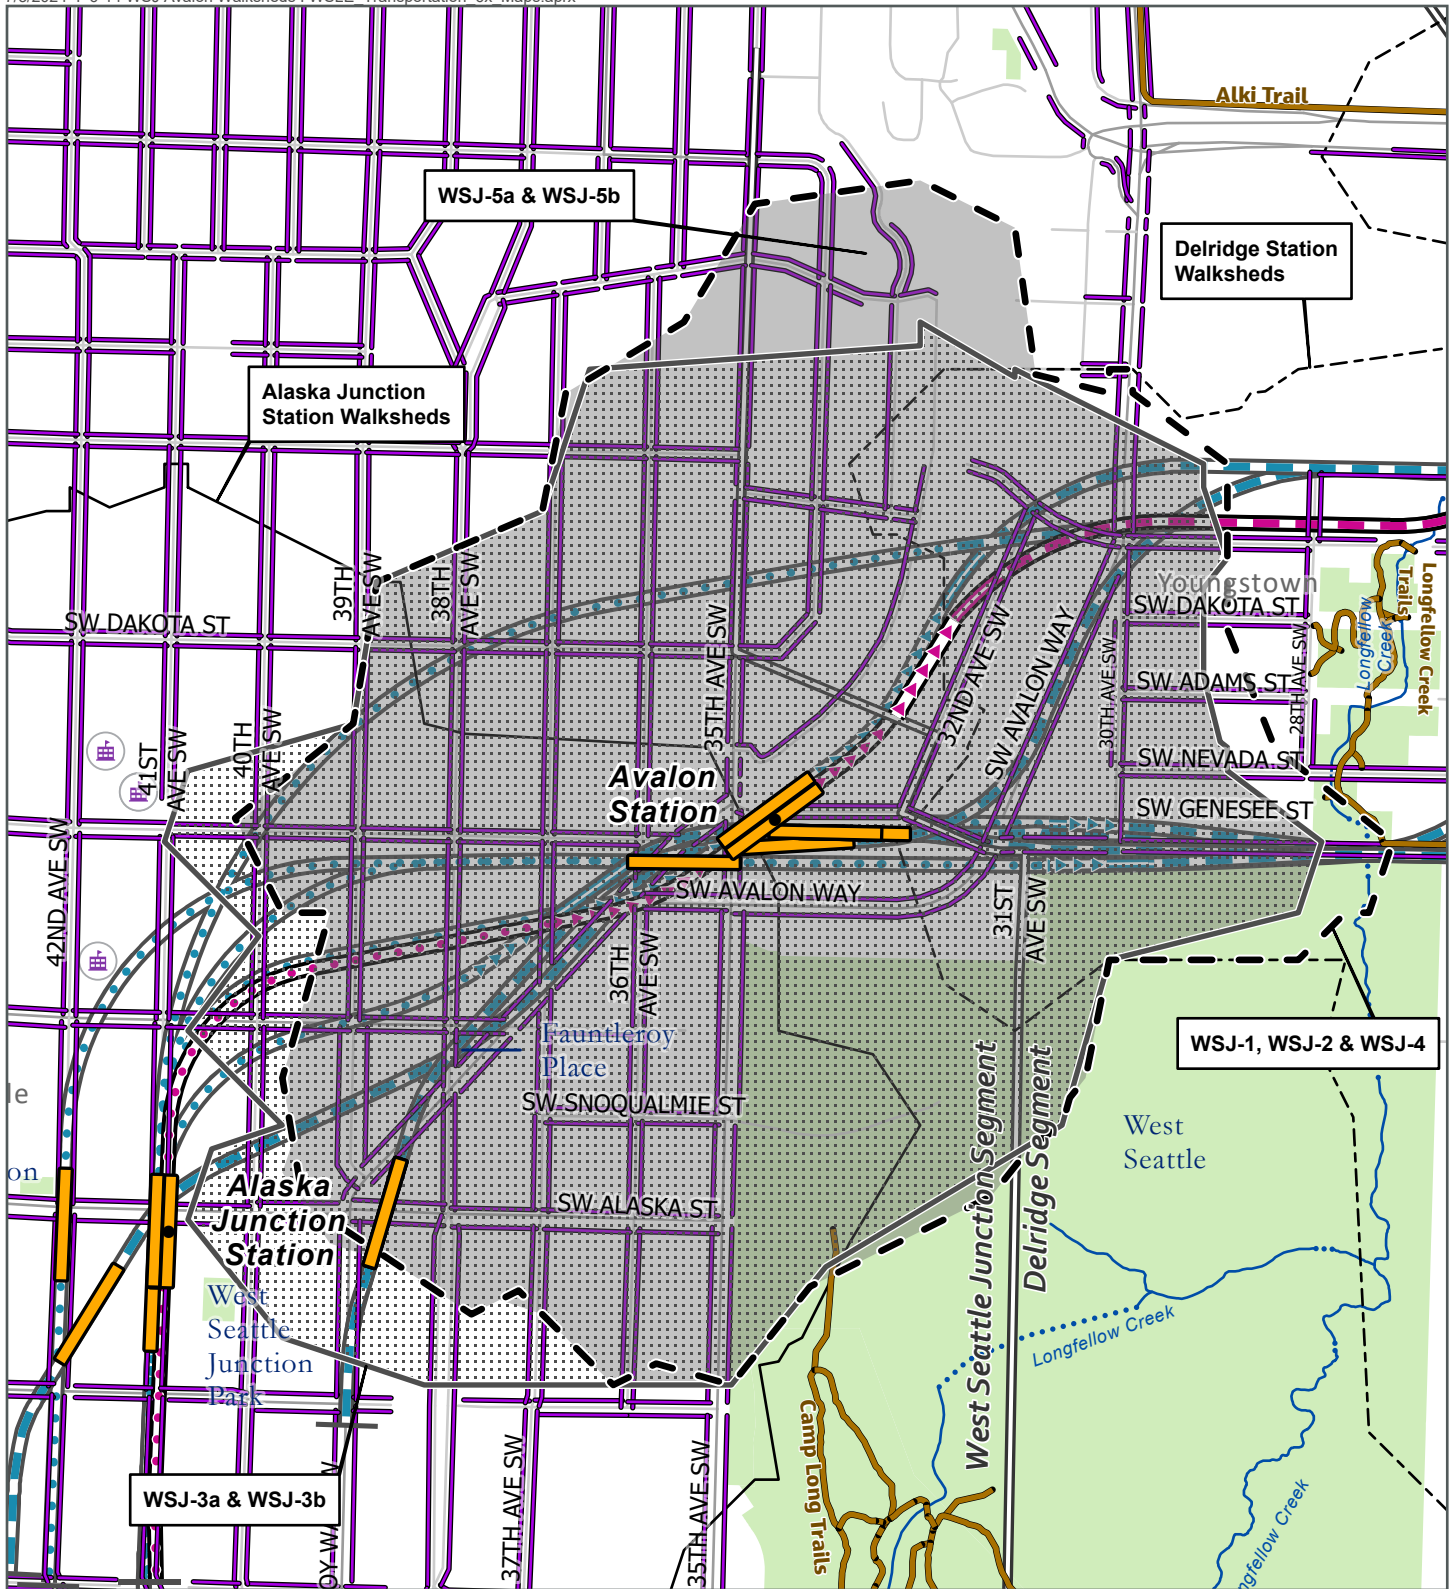 Alki Trail
WSJ-5a & WSJ-5b
Delridge Station
Walksheds
Alaska Junction
Station Walksheds
39TH
AVE SW
38TH
AVE SW
SW DAKOTA ST
35TH AVE SW
32ND AVE SW
SW AVALON WAY
30TH AVE SW
Youngstown
SW DAKOTA ST
SW ADAMS ST
28TH AVE SW
SW NEVADA ST
SW GENESEE ST
Longfellow
Creek
Longfellow Creek
Trails
41ST
AVE SW
40TH
AVE SW
42ND AVE SW
Avalon
Station
SW AVALON WAY
31ST
AVE SW
36TH
AVE SW
Fauntleroy
Place
SW SNOQUALMIE ST
SW ALASKA ST
WSJ-1, WSJ-2 & WSJ-4
West
Seattle
West Seattle Junction Segment
Delridge Segment
Alaska
Junction
Station
West
Seattle
Junction
Park
Longfellow Creek
Camp Long Trails
WSJ-3a & WSJ-3b
37TH AVE SW
35TH AVE SW